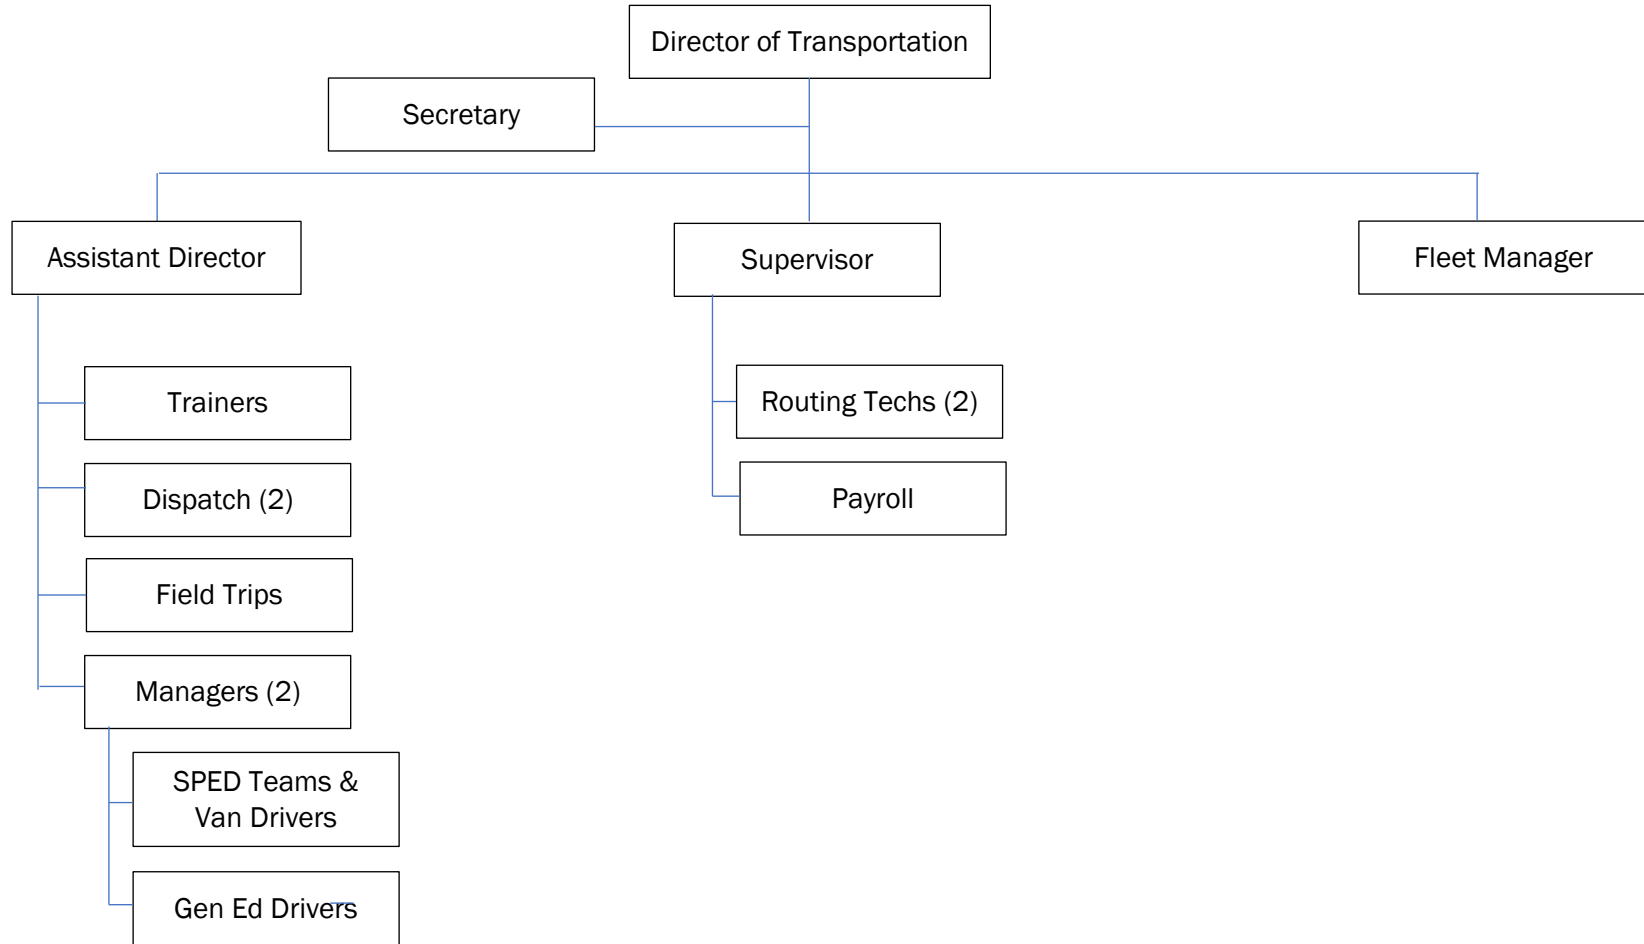 Director of Transportation
Secretary
Assistant Director
Supervisor
Fleet Manager
Trainers
Dispatch (2)
Field Trips
Managers (2)
SPED Teams &
Van Drivers
Gen Ed Drivers
Routing Techs (2)
Payroll